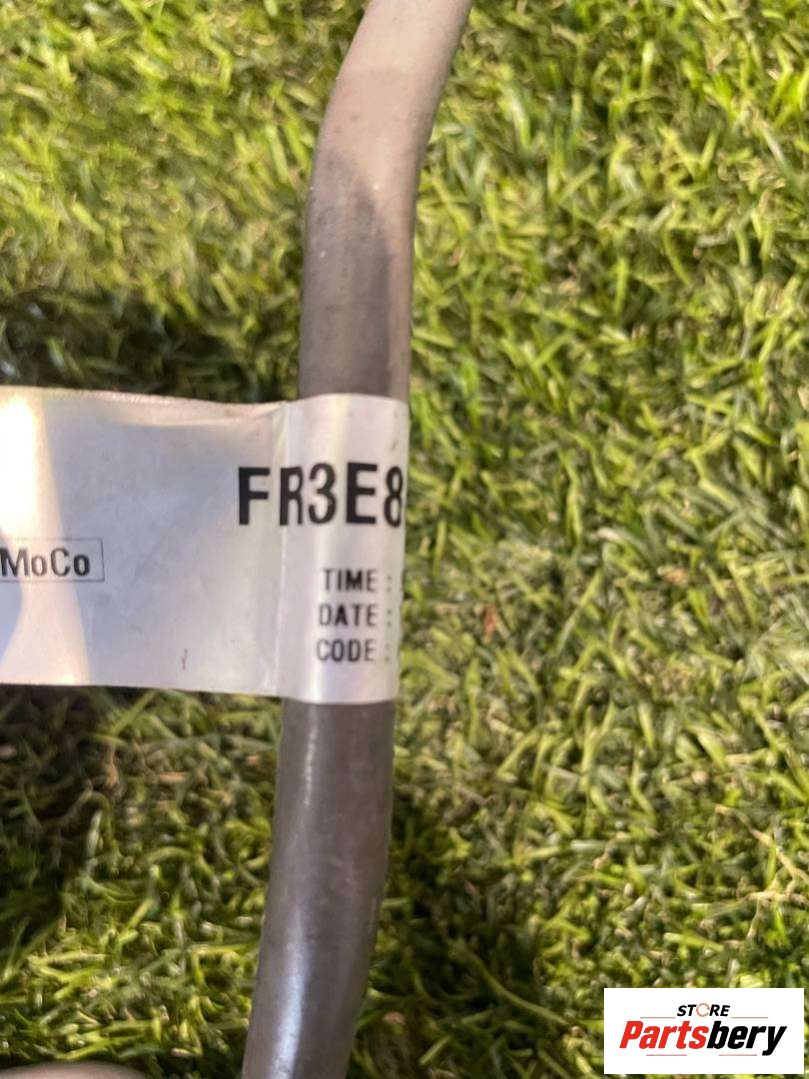 FR3E8
MoCo
TIME:
DATE:
CODE:
STORE
Partsbery